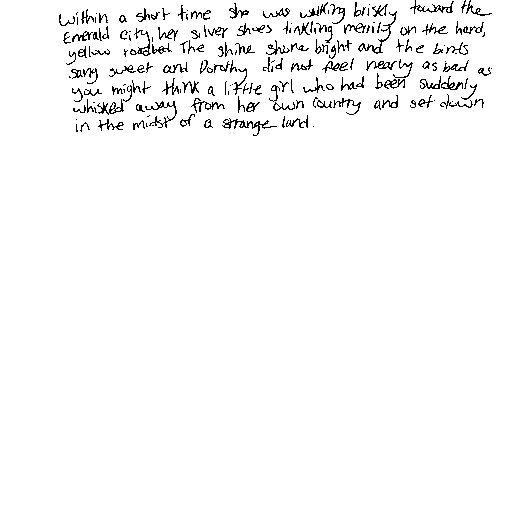 Within a short time she was walking briskly toward the
Emerald City, her silver shoes tinkling merrily on the hard,
yellow roadbed. The shine shone bright and the birds
sang sweet and Dorothy did not feel nearly as bad as
you might think a little girl who had been suddenly
whisked away from her own country and set down
in the midst of a strange land.